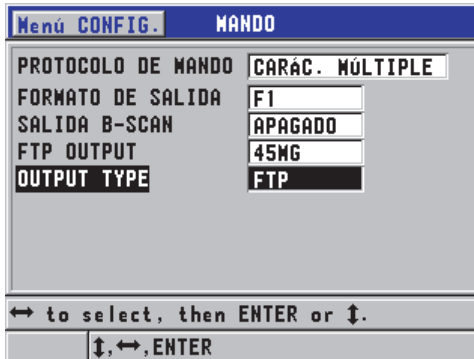 Menú CONFIG. MANDO
PROTOCOLO DE MANDO CARÁC. MÚLTIPLE
FORMATO DE SALIDA F1
SALIDA B-SCAN APAGADO
FTP OUTPUT 45MG
OUTPUT TYPE FTP
↔ to select, then ENTER or ↕.
↕,↔,ENTER